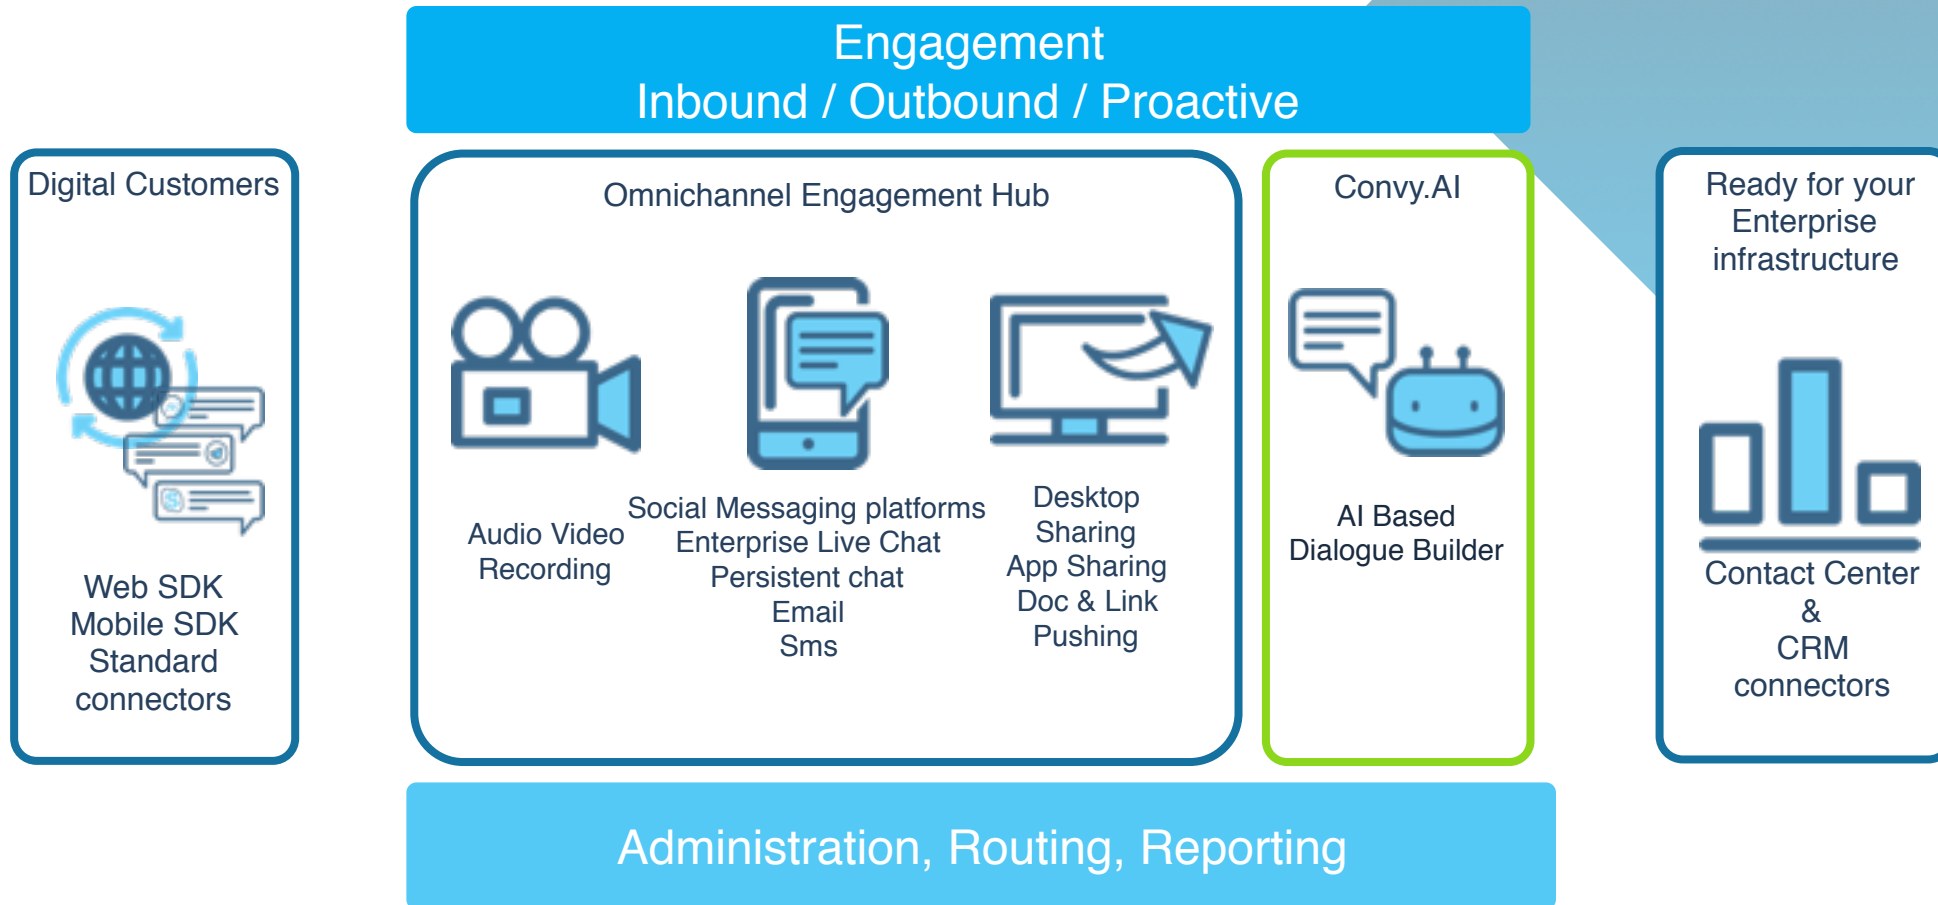 Engagement
Inbound / Outbound / Proactive
Digital Customers
Web SDK
Mobile SDK
Standard
connectors
Omnichannel Engagement Hub
Audio Video
Recording
Social Messaging platforms
Enterprise Live Chat
Persistent chat
Email
Sms
Desktop
Sharing
App Sharing
Doc & Link
Pushing
Convy.AI
AI Based
Dialogue Builder
Ready for your
Enterprise
infrastructure
Contact Center
&
CRM
connectors
Administration, Routing, Reporting